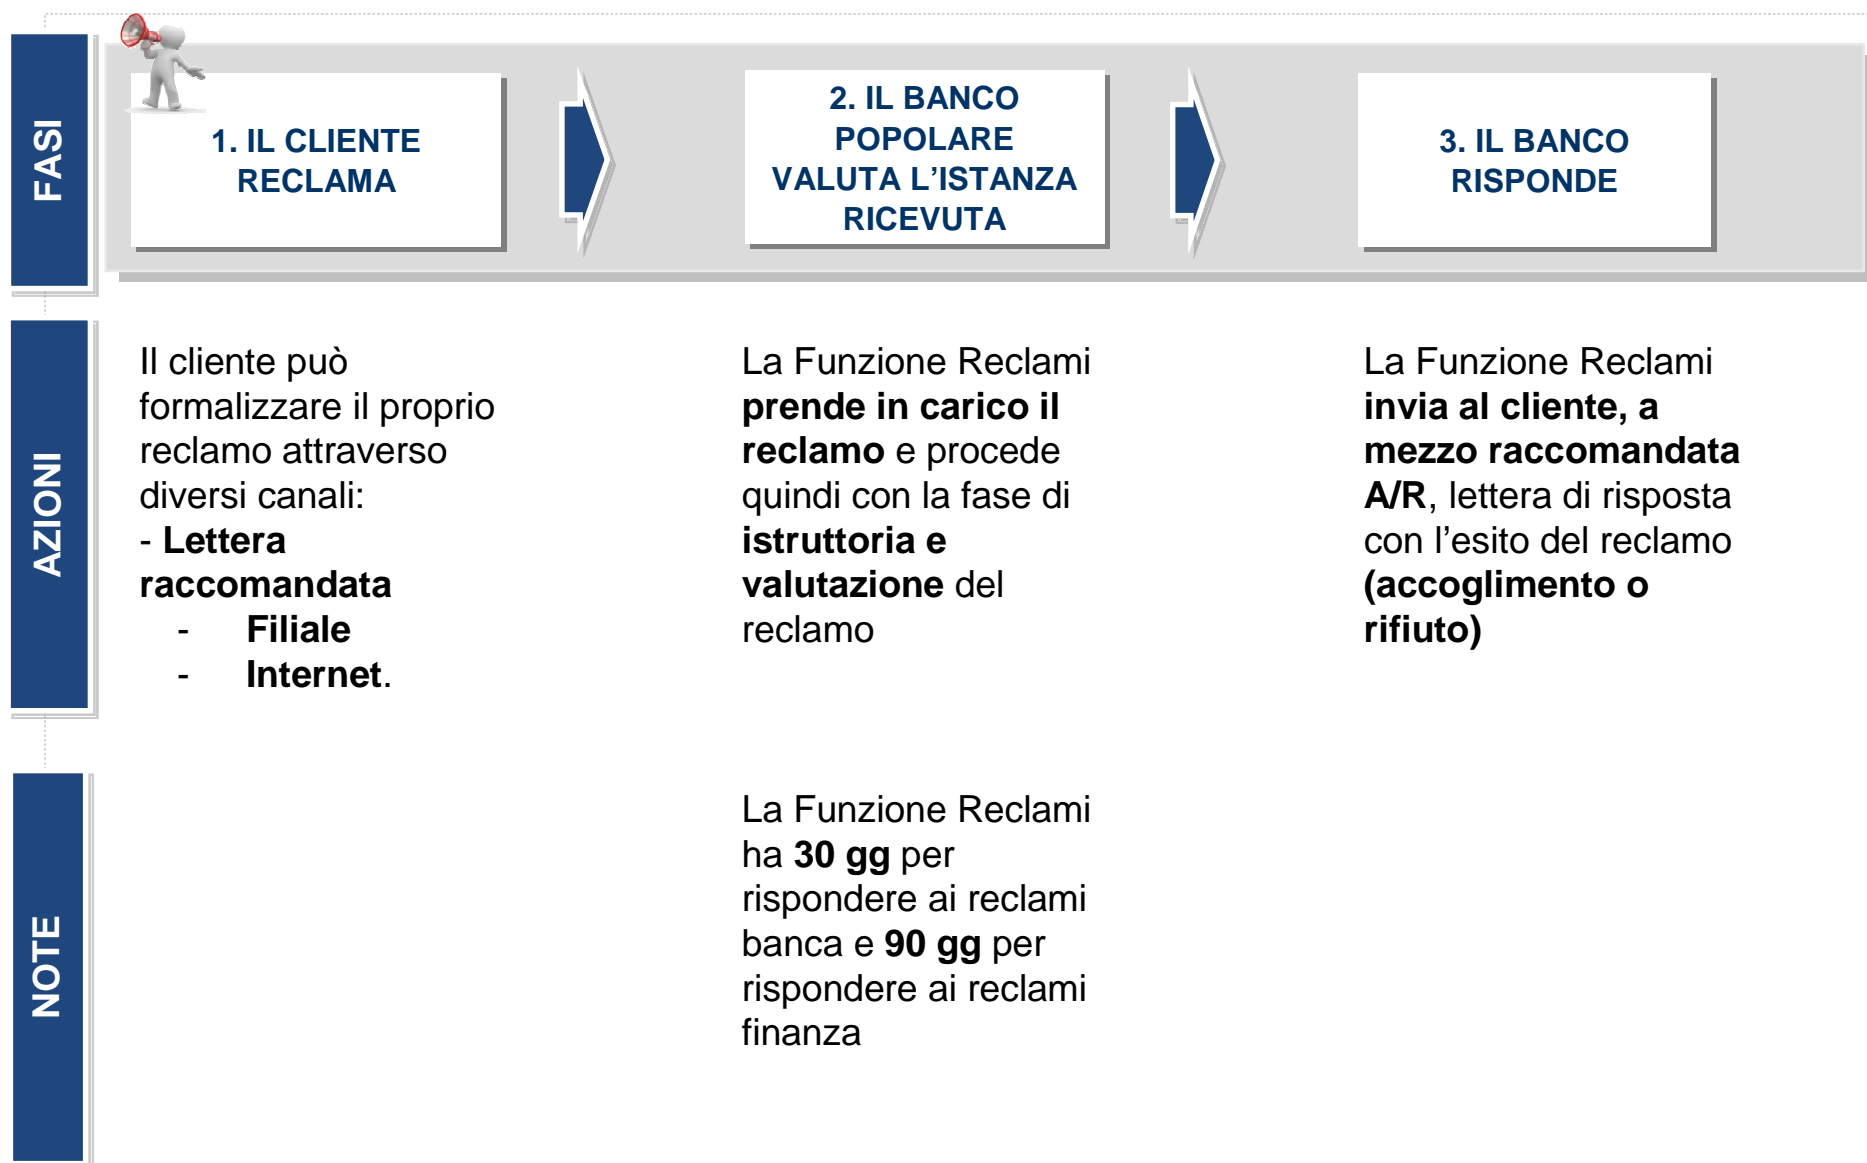 FASI
1. IL CLIENTE
RECLAMA
2. IL BANCO
POPOLARE
VALUTA L’ISTANZA
RICEVUTA
3. IL BANCO
RISPONDE
AZIONI
Il cliente può
formalizzare il proprio
reclamo attraverso
diversi canali:
- Lettera
raccomandata
- Filiale
- Internet.
La Funzione Reclami
prende in carico il
reclamo e procede
quindi con la fase di
istruttoria e
valutazione del
reclamo
La Funzione Reclami
invia al cliente, a
mezzo raccomandata
A/R, lettera di risposta
con l’esito del reclamo
(accoglimento o
rifiuto)
NOTE
La Funzione Reclami
ha 30 gg per
rispondere ai reclami
banca e 90 gg per
rispondere ai reclami
finanza